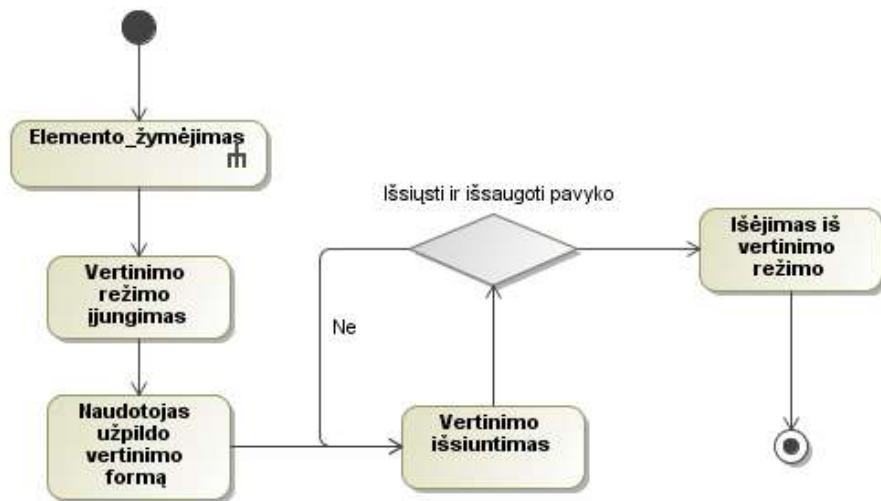 Elemento_žymėjimas
Vertinimo
režimo
įjungimas
Naudotojas
užpildo
vertinimo
formą
Ne
Išsiųsti ir išsaugoti pavyko
Vertinimo
išsiuntimas
Išėjimas iš
vertinimo
režimo